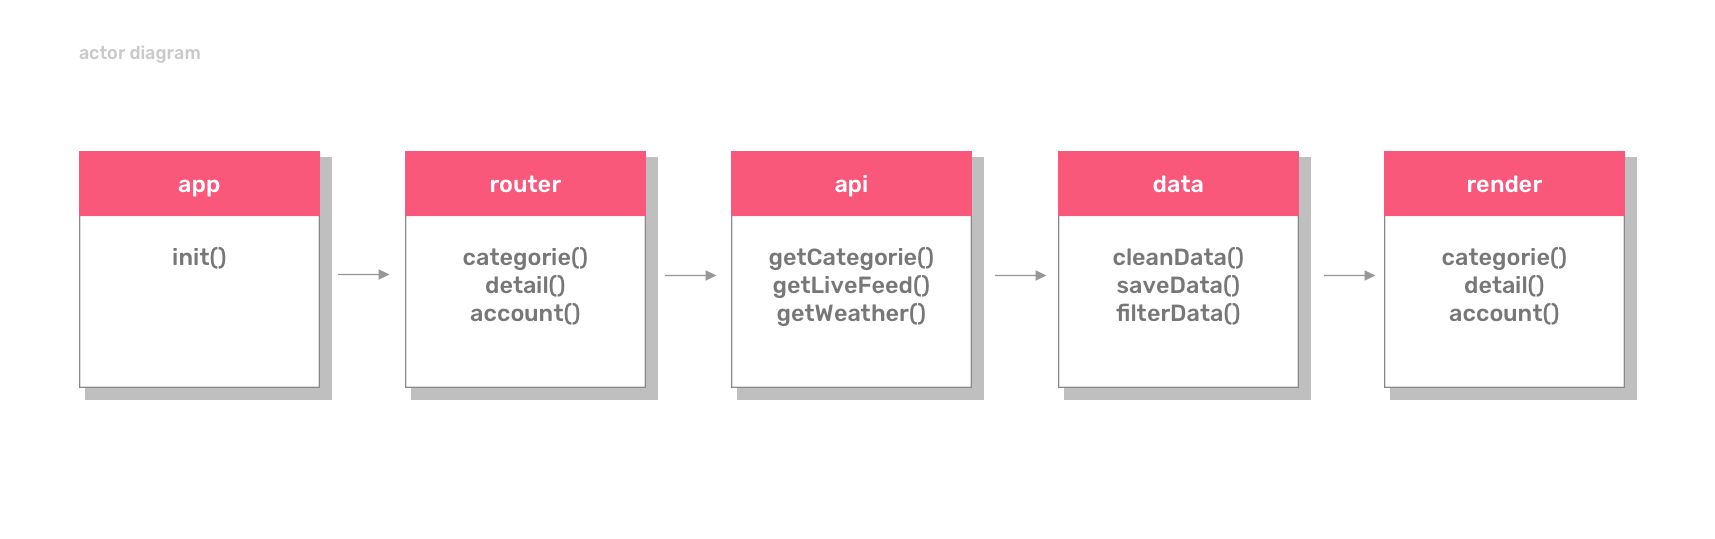 actor diagram
app
init()
router
categorie()
detail()
account()
api
getCategorie()
getLiveFeed()
getWeather()
data
cleanData()
saveData()
filterData()
render
categorie()
detail()
account()